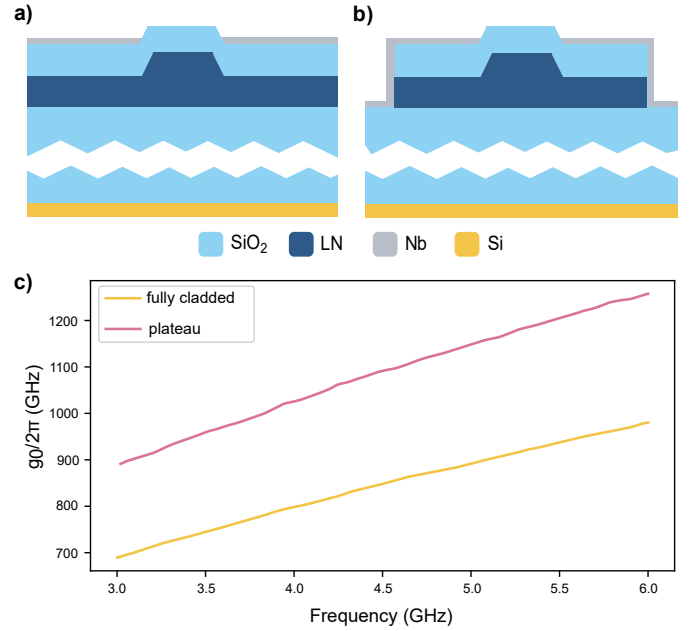 a)
b)
SiO₂
LN
Nb
Si
c)
fully cladded
plateau
g₀/2π (GHz)
1200
1100
1000
900
800
700
3.0
3.5
4.0
4.5
5.0
5.5
6.0
Frequency (GHz)